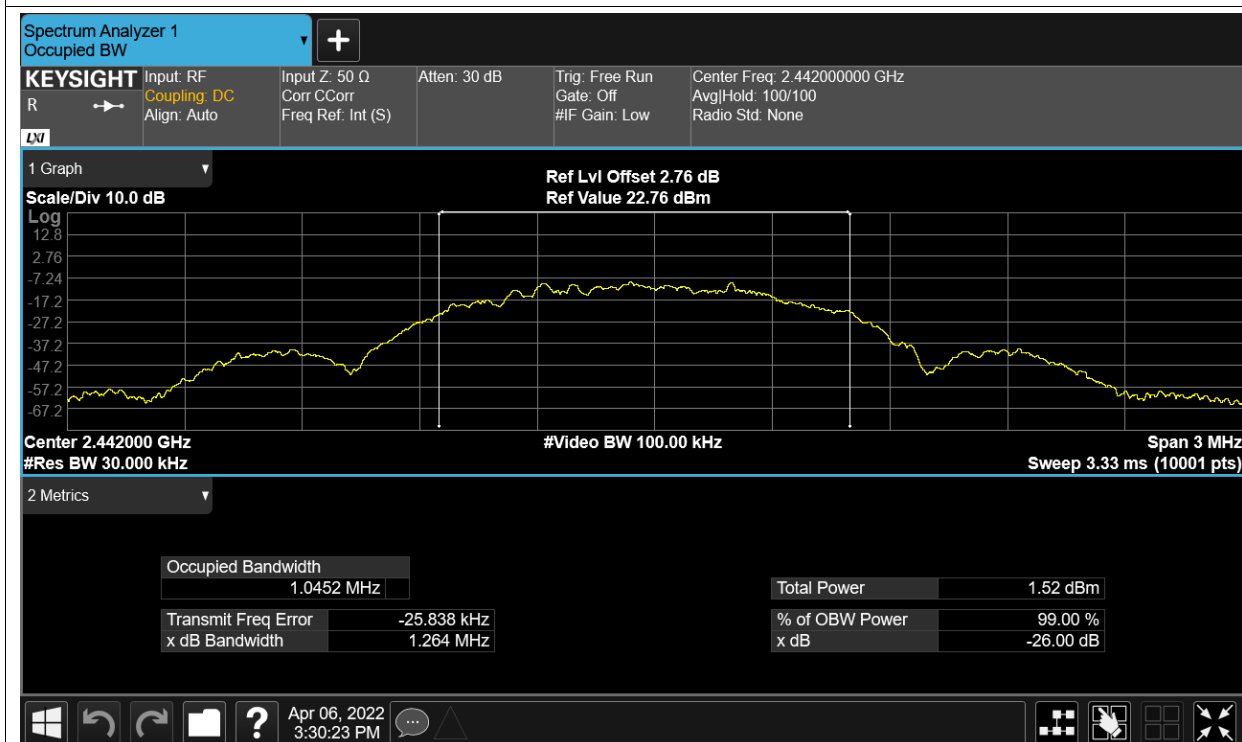 Spectrum Analyzer 1
Occupied BW
+
KEYSIGHT
R
LXI
Input: RF
Coupling: DC
Align: Auto
Input Z: 50 Ω
Corr CCorr
Freq Ref: Int (S)
Atten: 30 dB
Trig: Free Run
Gate: Off
#IF Gain: Low
Center Freq: 2.442000000 GHz
Avg|Hold: 100/100
Radio Std: None
1 Graph
Scale/Div 10.0 dB
Ref Lvl Offset 2.76 dB
Ref Value 22.76 dBm
Log
12.8
2.76
-7.24
-17.2
-27.2
-37.2
-47.2
-57.2
-67.2
Center 2.442000 GHz
#Video BW 100.00 kHz
Span 3 MHz
#Res BW 30.000 kHz
Sweep 3.33 ms (10001 pts)
2 Metrics
Occupied Bandwidth
1.0452 MHz
Total Power 1.52 dBm
Transmit Freq Error -25.838 kHz
% of OBW Power 99.00 %
x dB Bandwidth 1.264 MHz
x dB -26.00 dB
?
Apr 06, 2022
3:30:23 PM